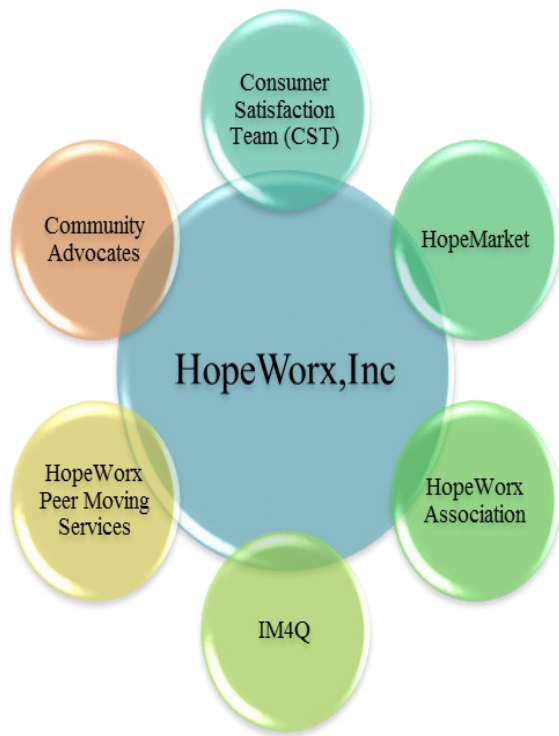 Consumer
Satisfaction
Team (CST)
Community
Advocates
HopeMarket
HopeWorx,Inc
HopeWorx
Peer Moving
Services
HopeWorx
Association
IM4Q